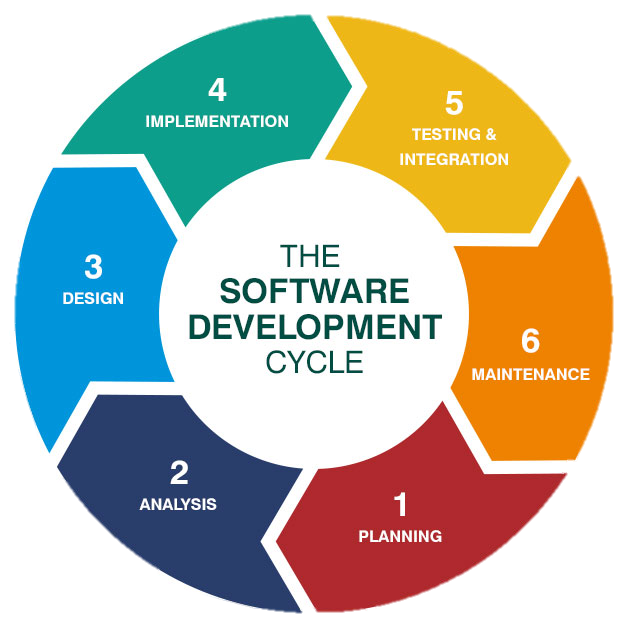 4
IMPLEMENTATION
5
TESTING &
INTEGRATION
3
DESIGN
THE
SOFTWARE
DEVELOPMENT
CYCLE
6
MAINTENANCE
2
ANALYSIS
1
PLANNING